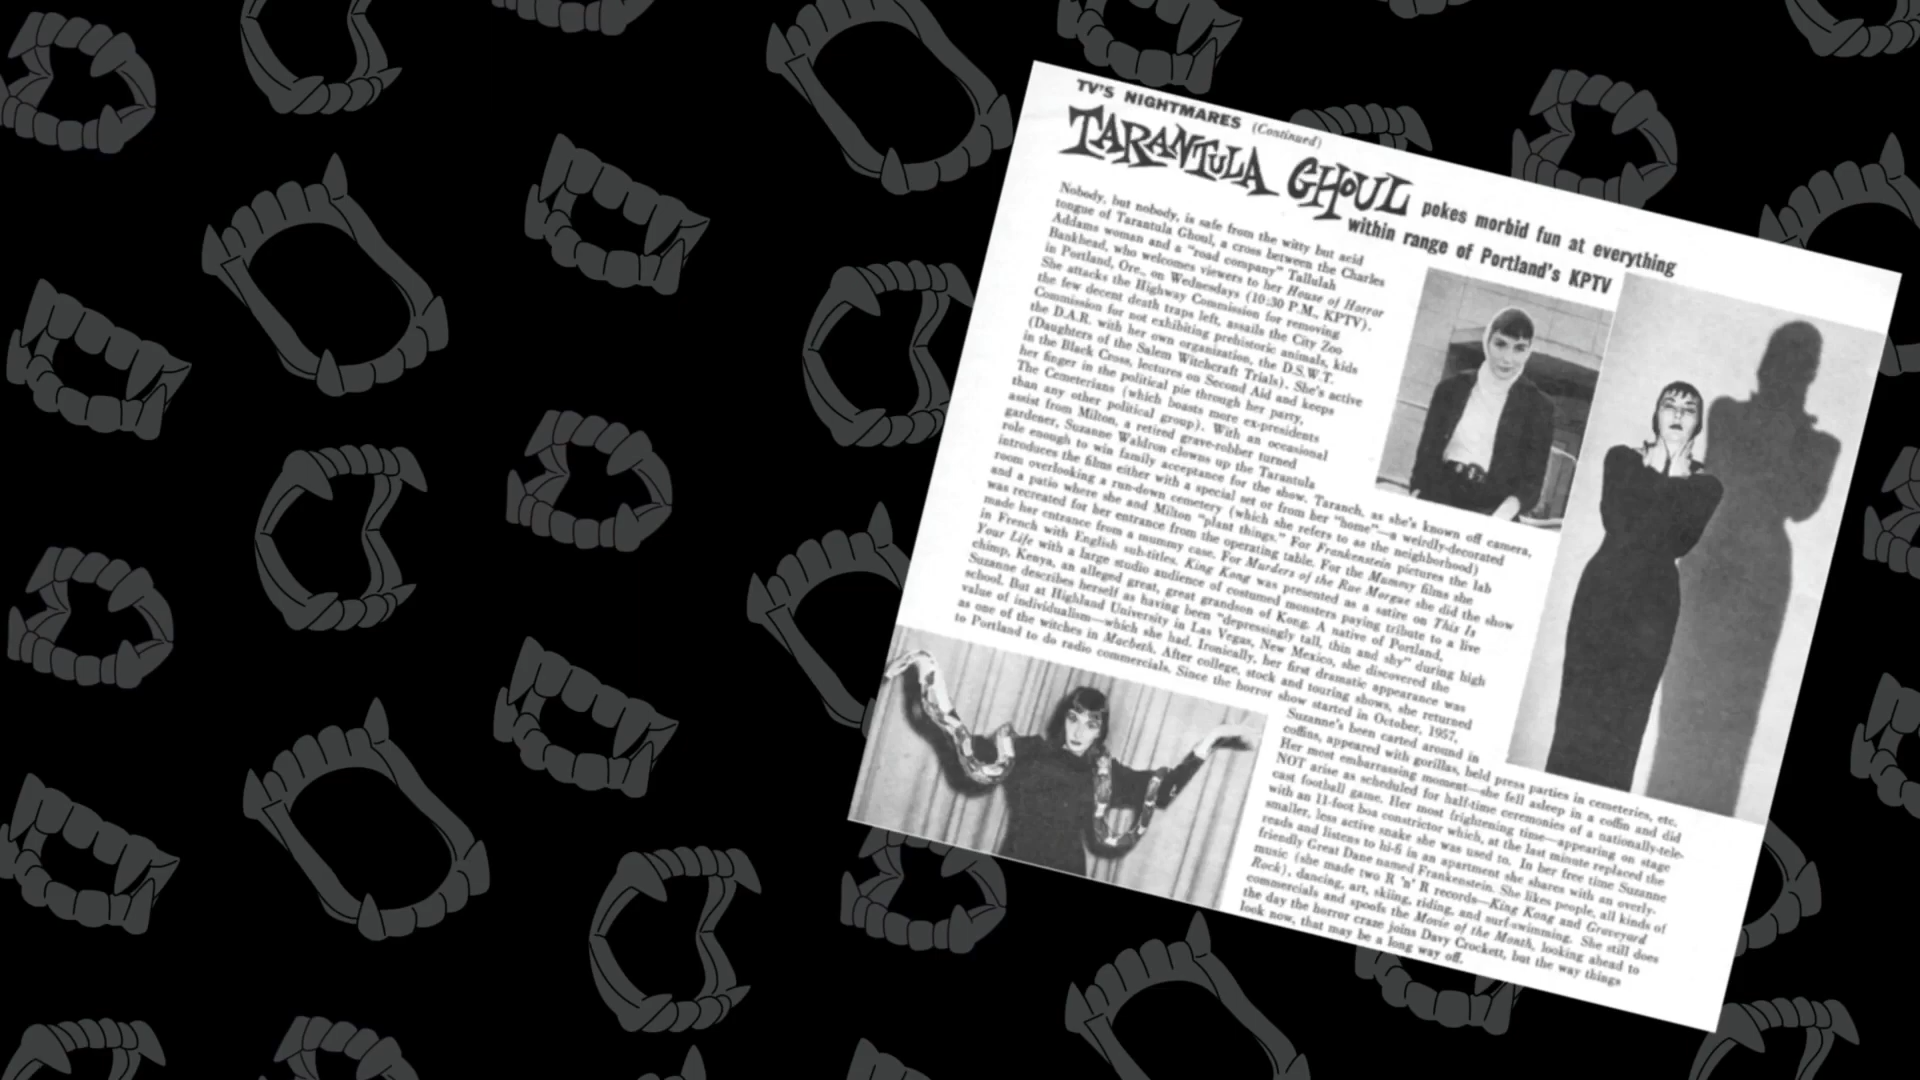 TV'S NIGHTMARES (Continued)
TARANTULA GHOUL pokes morbid fun at everything
within range of Portland's KPTV
Nobody, but nobody, is safe from the witty but acid
tongue of Tarantula Ghoul, a cross between the Charles
Addams woman and a "road company" Tallulah
Bankhead, who welcomes viewers to her House of Horror
in Portland, Ore., on Wednesdays (10:30 P.M., KPTV).
She attacks the Highway Commission for removing
the few decent death traps left, assails the City Zoo
Commission for not exhibiting prehistoric animals, kids
the D.A.R. with her own organization, the D.S.W.T.
(Daughters of the Salem Witchcraft Trials). She's active
in the Black Cross, lectures on Second Aid and keeps
her finger in the political pie through her party,
The Cemeterians (which boasts more ex-presidents
than any other political group). With an occasional
assist from Milton, a retired grave-robber turned
gardener, Suzanne Waldron clowns up the Tarantula
role enough to win family acceptance for the show. Taranch, as she's known off camera,
introduces the films either with a special set or from her "home"—a weirdly-decorated
room overlooking a run-down cemetery (which she refers to as the neighborhood)
and a patio where she and Milton "plant things." For Frankenstein pictures the lab
was recreated for her entrance from the operating table. For the Mummy films she
made her entrance from a mummy case. For Murders of the Rue Morgue she did the show
in French with English sub-titles. King Kong was presented as a satire on This Is
Your Life with a large studio audience of costumed monsters paying tribute to a live
chimp, Kenya, an alleged great, great grandson of Kong. A native of Portland,
Suzanne describes herself as having been "depressingly tall, thin and shy" during high
school. But at Highland University in Las Vegas, New Mexico, she discovered the
value of individualism—which she had. Ironically, her first dramatic appearance was
as one of the witches in Macbeth. After college, stock and touring shows, she returned
to Portland to do radio commercials. Since the horror show started in October, 1957,
Suzanne's been carted around in
coffins, appeared with gorillas, held press parties in cemeteries, etc.
Her most embarrassing moment—she fell asleep in a coffin and did
NOT arise as scheduled for half-time ceremonies of a nationally-tele-
cast football game. Her most frightening time—appearing on stage
with an 11-foot boa constrictor which, at the last minute replaced the
smaller, less active snake she was used to. In her free time Suzanne
reads and listens to hi-fi in an apartment she shares with an overly-
friendly Great Dane named Frankenstein. She likes people, all kinds of
music (she made two R 'n' R records—King Kong and Graveyard
Rock), dancing, art, skiing, riding, and surf-swimming. She still does
commercials and spoofs the Movie of the Month, looking ahead to
the day the horror craze joins Davy Crockett, but the way things
look now, that may be a long way off.